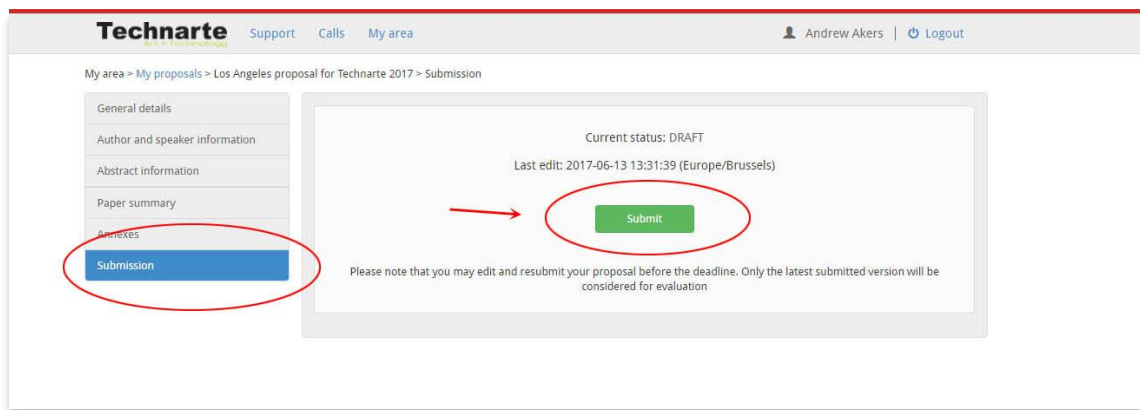 Technarte
Art + Technology
Support Calls My area
Andrew Akers | Logout
My area > My proposals > Los Angeles proposal for Technarte 2017 > Submission
General details
Author and speaker information
Abstract information
Paper summary
Annexes
Submission
Current status: DRAFT
Last edit: 2017-06-13 13:31:39 (Europe/Brussels)
Submit
Please note that you may edit and resubmit your proposal before the deadline. Only the latest submitted version will be
considered for evaluation